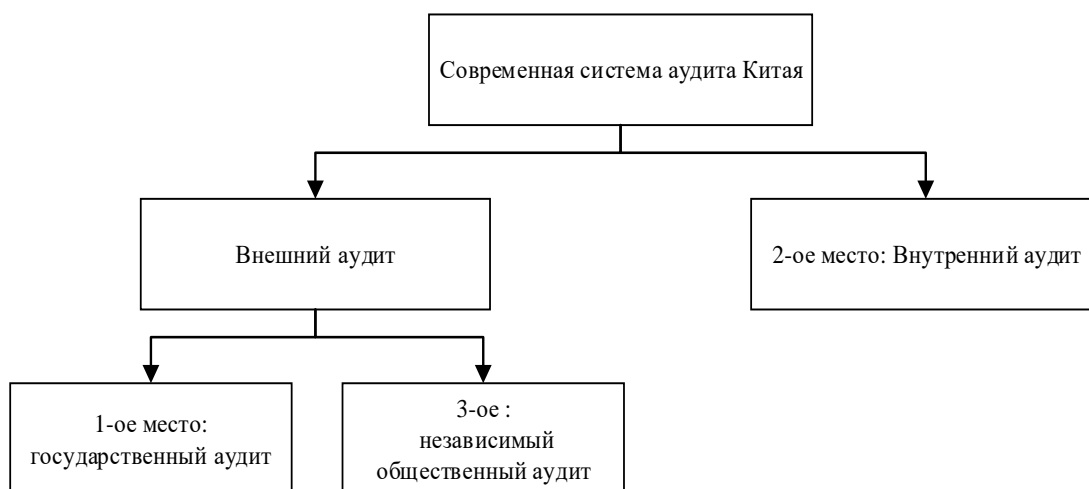 Современная система аудита Китая
Внешний аудит
2-ое место: Внутренний аудит
1-ое место:
государственный аудит
3-ое :
независимый
общественный аудит